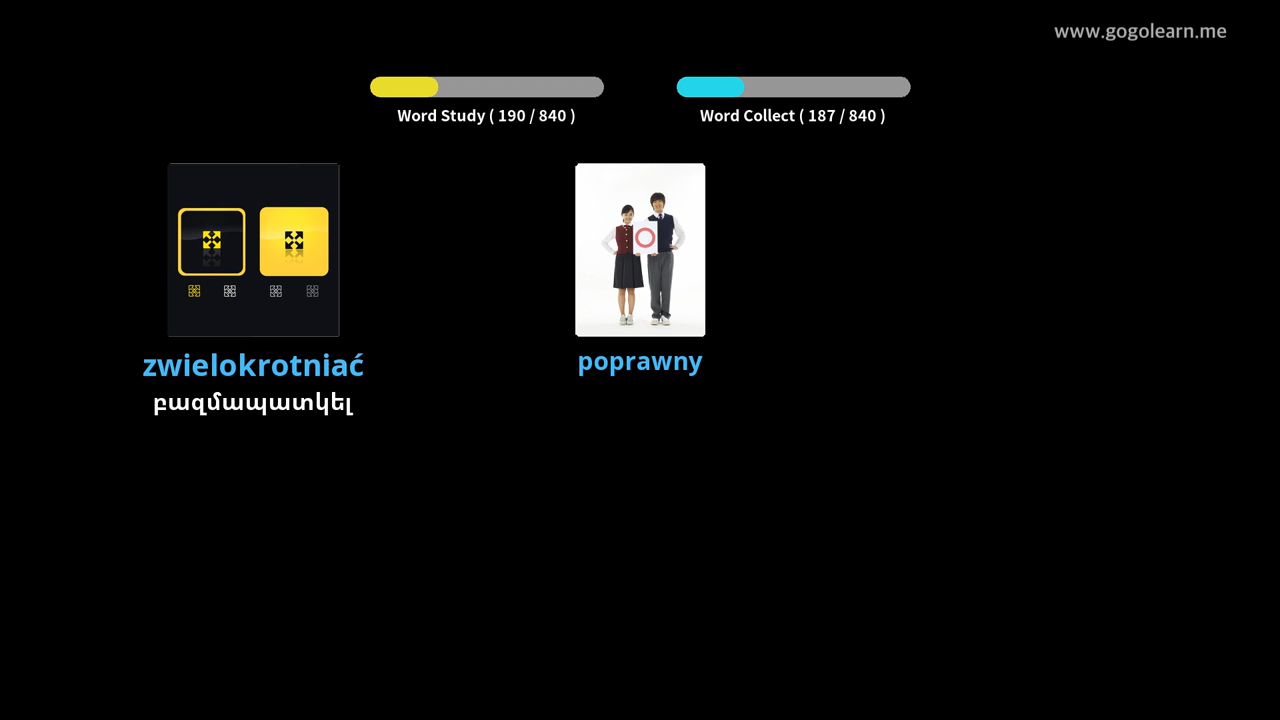 www.gogolearn.me
Word Study ( 190 / 840 )
Word Collect ( 187 / 840 )
zwielokrotniać
բազմապատկել
poprawny